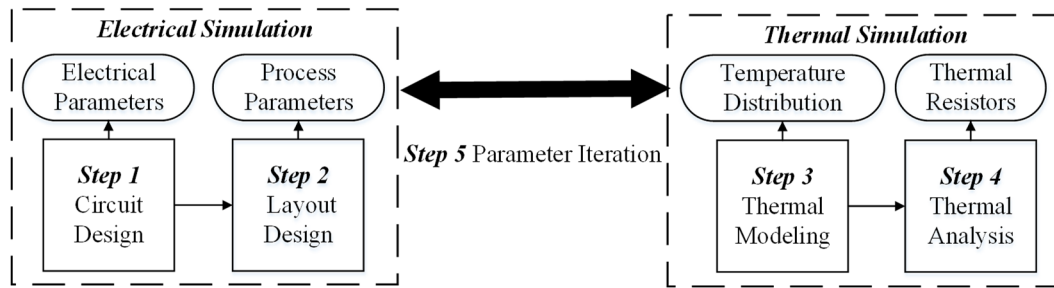 Electrical Simulation
Electrical
Parameters
Process
Parameters
Step 1
Circuit
Design
Step 2
Layout
Design
Step 5 Parameter Iteration
Thermal Simulation
Temperature
Distribution
Thermal
Resistors
Step 3
Thermal
Modeling
Step 4
Thermal
Analysis